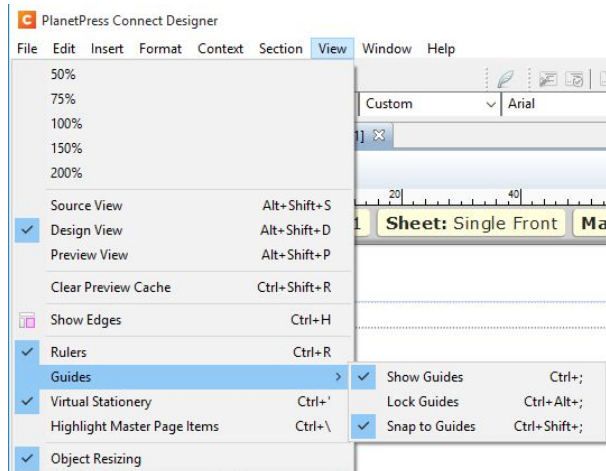 PlanetPress Connect Designer
File Edit Insert Format Context Section View Window Help
50%
75%
100%
150%
200%
Custom
Arial
1]
20
40
1
Sheet: Single Front
Ma
Source View Alt+Shift+S
Design View Alt+Shift+D
Preview View Alt+Shift+P
Clear Preview Cache Ctrl+Shift+R
Show Edges Ctrl+H
Rulers Ctrl+R
Guides
Virtual Stationery Ctrl+'
Highlight Master Page Items Ctrl+\
Object Resizing
Show Guides Ctrl+;
Lock Guides Ctrl+Alt+;
Snap to Guides Ctrl+Shift+;